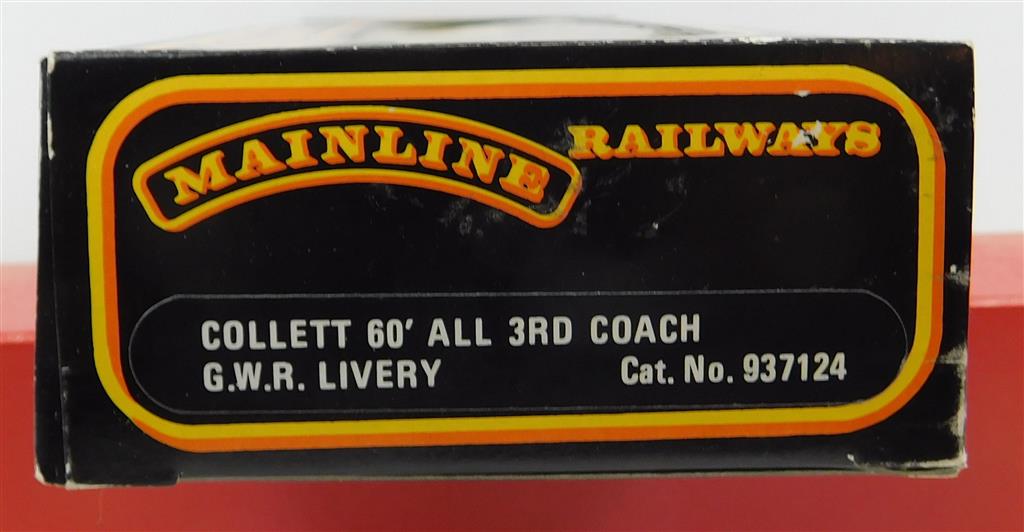 MAINLINE RAILWAYS
COLLETT 60' ALL 3RD COACH
G.W.R. LIVERY Cat. No. 937124